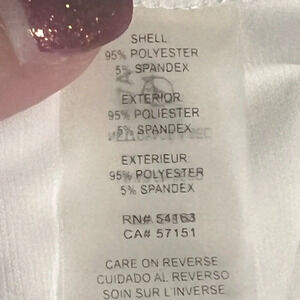 SHELL
95% POLYESTER
5% SPANDEX
EXTERIOR
95% POLIESTER
5% SPANDEX
EXTERIEUR
95% POLYESTER
5% SPANDEX
RN# 54163
CA# 57151
CARE ON REVERSE
CUIDADO AL REVERSO
SOIN SUR L'INVERSE